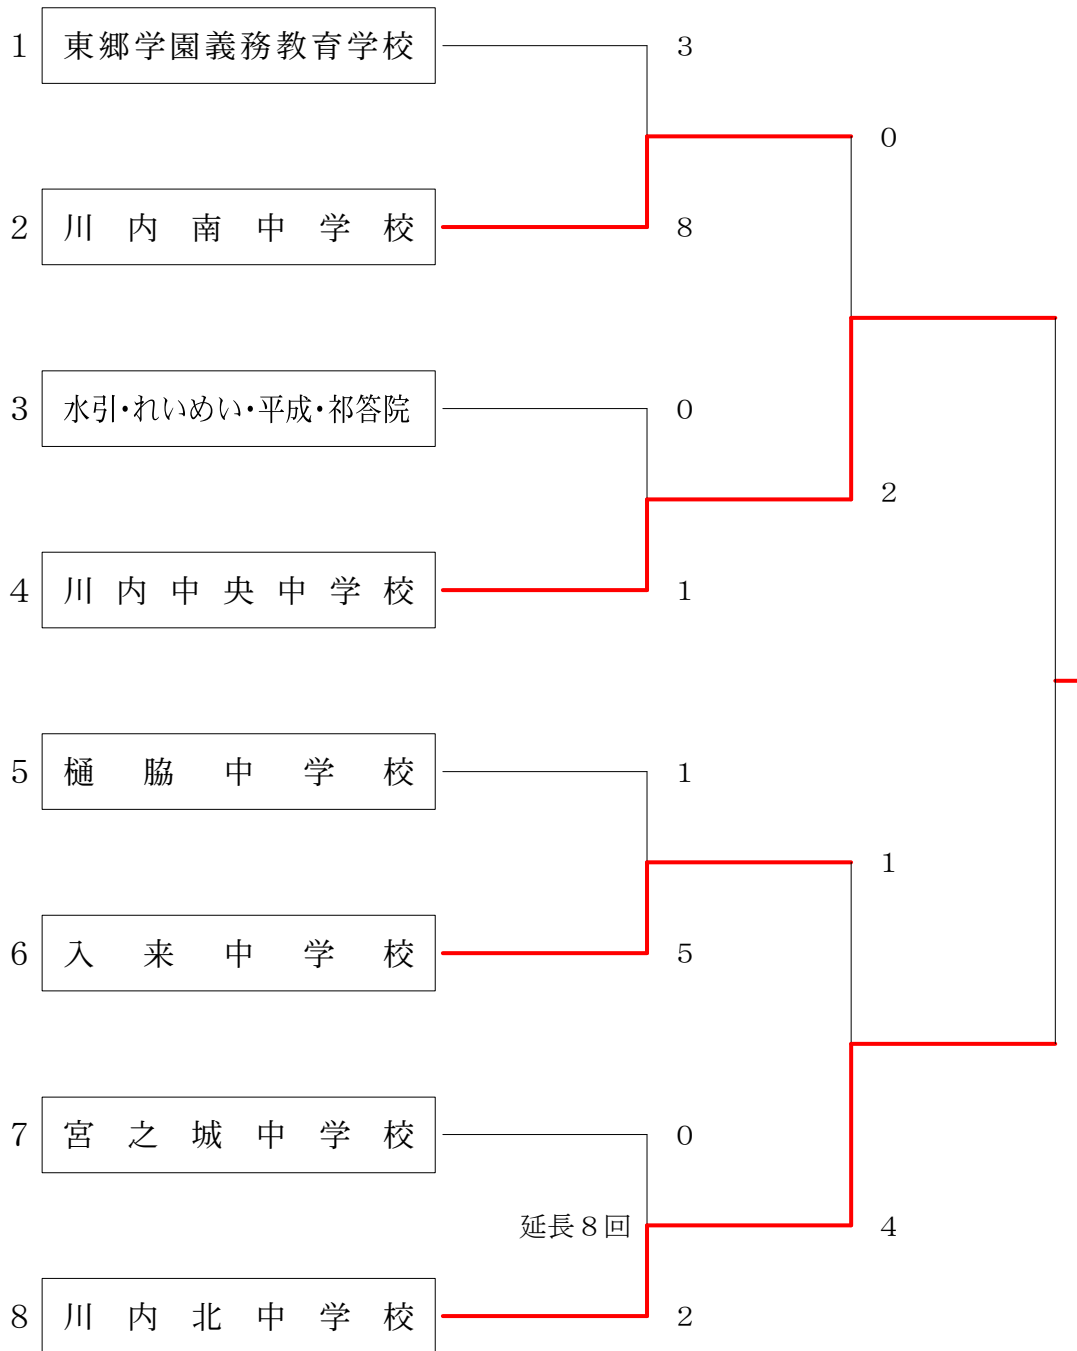 1 東郷学園義務教育学校 3
0
2 川内南中学校 8
3 水引・れいめい・平成・祁答院 0
2
4 川内中央中学校 1
5 樋脇中学校 1
1
6 入来中学校 5
7 宮之城中学校 0
延長８回 4
8 川内北中学校 2